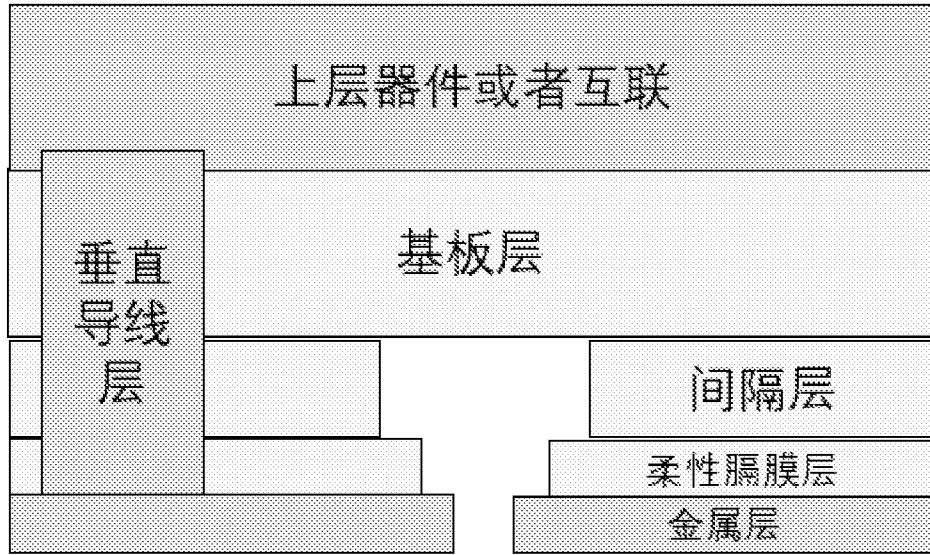 上层器件或者互联
基板层
垂直
导线
层
间隔层
柔性膈膜层
金属层